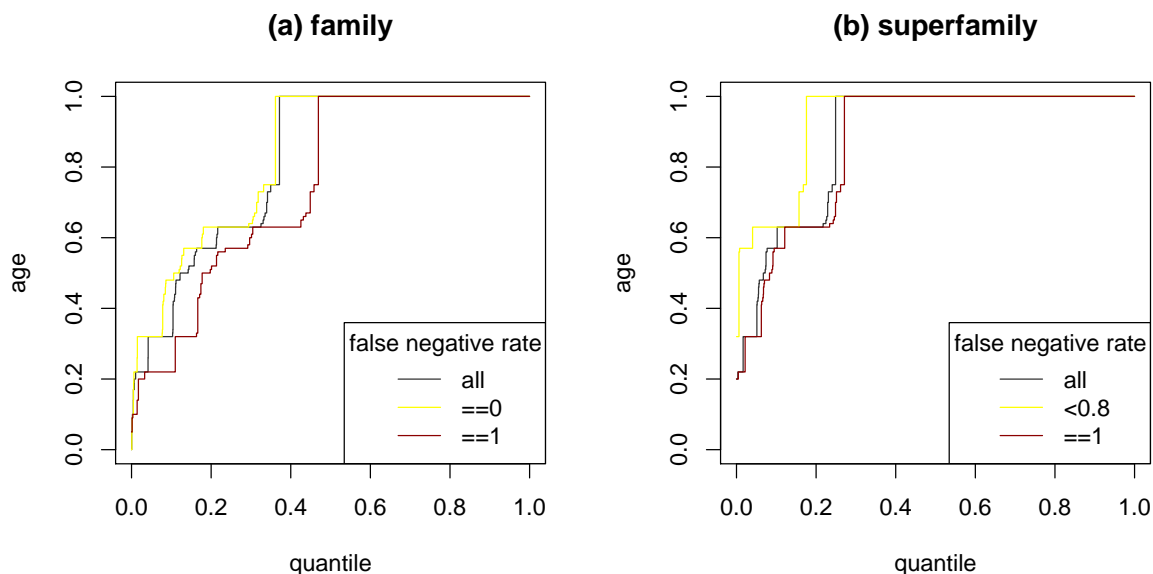 (a) family
age
1.0
0.8
0.6
0.4
0.2
0.0
false negative rate
all
==0
==1
0.0 0.2 0.4 0.6 0.8 1.0
quantile
(b) superfamily
age
1.0
0.8
0.6
0.4
0.2
0.0
false negative rate
all
<0.8
==1
0.0 0.2 0.4 0.6 0.8 1.0
quantile